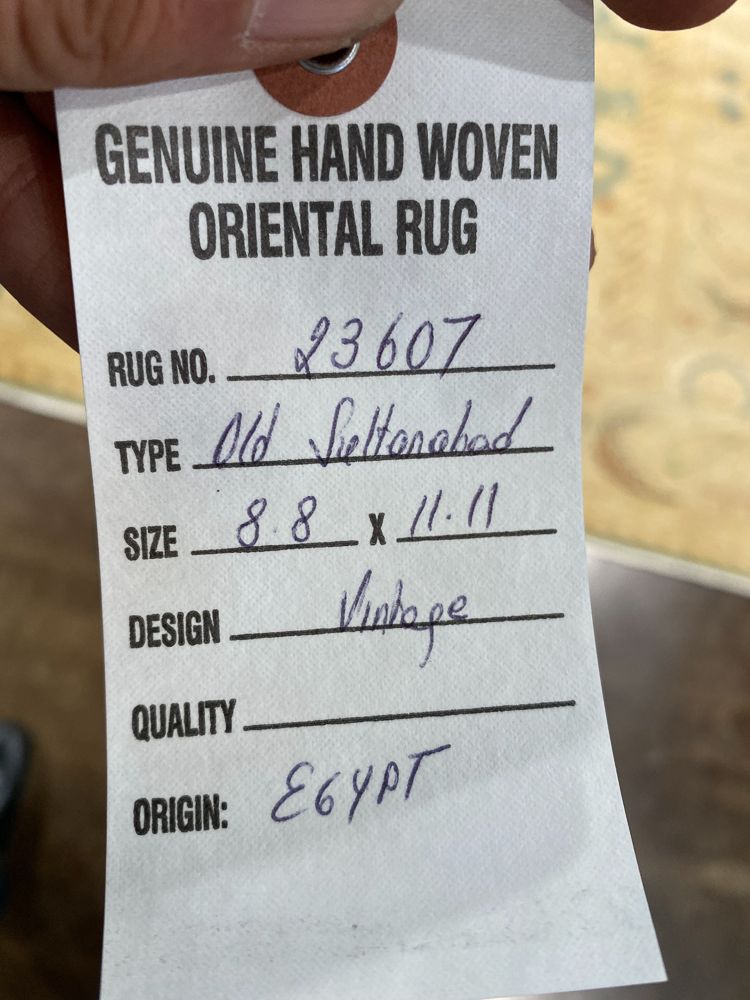 GENUINE HAND WOVEN
ORIENTAL RUG
RUG NO. 23607
TYPE Old Sultanabad
SIZE 8.8 X 11.11
DESIGN Vintage
QUALITY
ORIGIN: EGYPT